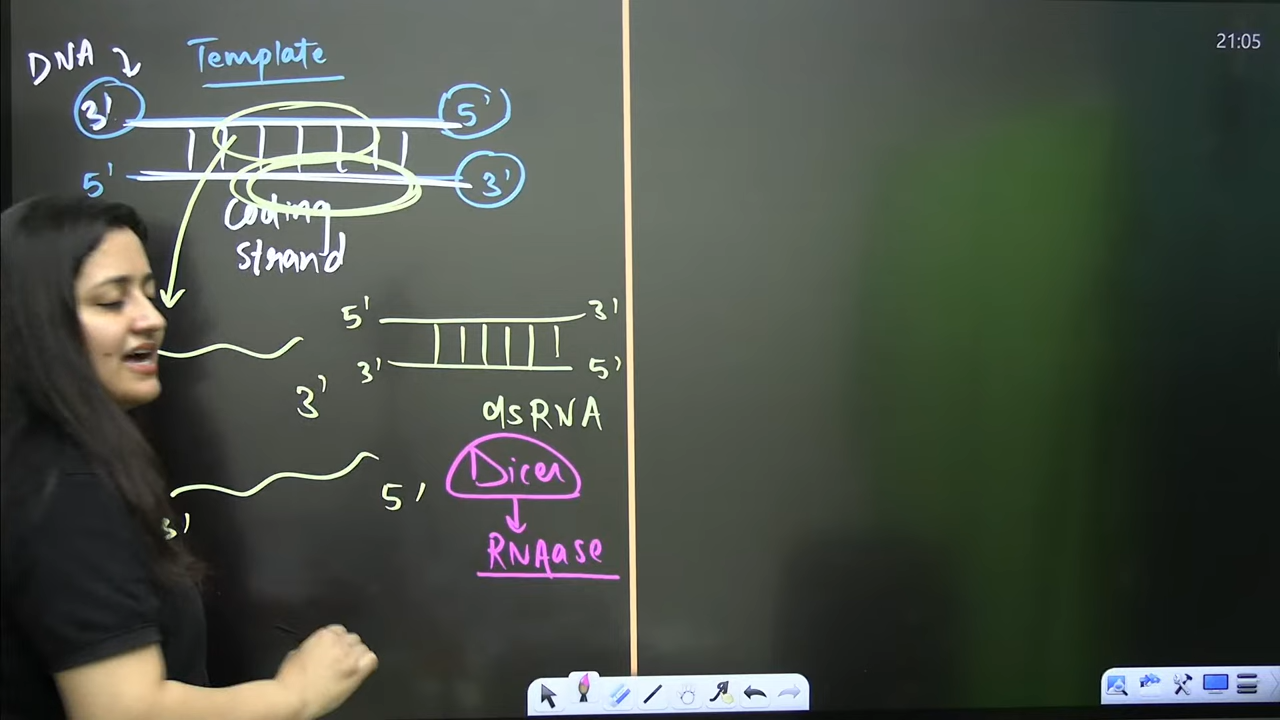 DNA
Template
3' 5'
5' 3'
Coding
strand
5' 3'
3' 5'
3'
dsRNA
Dicer
5'
3'
RNAase
21:05